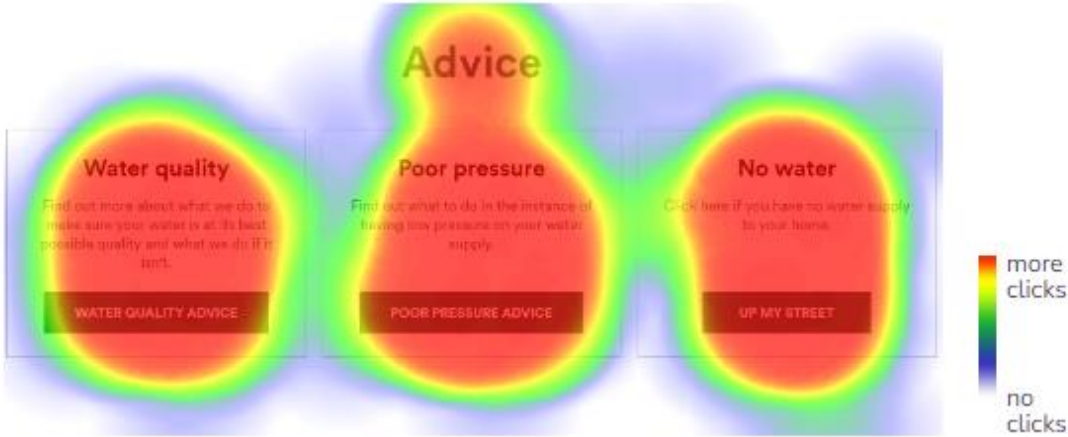 Advice
Water quality
Find out more about what we do to
make sure your water is at its best
possible quality and what we do if it
isn't.
WATER QUALITY ADVICE
Poor pressure
Find out what to do in the instance of
having low pressure on your water
supply.
POOR PRESSURE ADVICE
No water
Click here if you have no water supply
to your home.
UP MY STREET
more
clicks
no
clicks